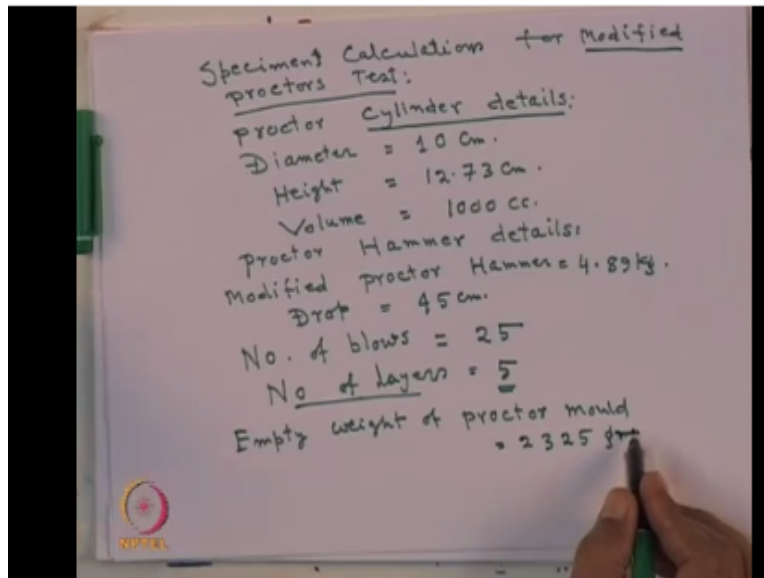 Speciment Calculation for Modified
proctors Test:
proctor Cylinder details:
Diameter = 10 Cm.
Height = 12.73 Cm.
Volume = 1000 cc.
proctor Hammer details:
Modified proctor Hammer = 4.89 kg.
Drop = 45 cm.
No. of blows = 25
No of Layers = 5
Empty weight of proctor mould
= 2325 gm
NPTEL